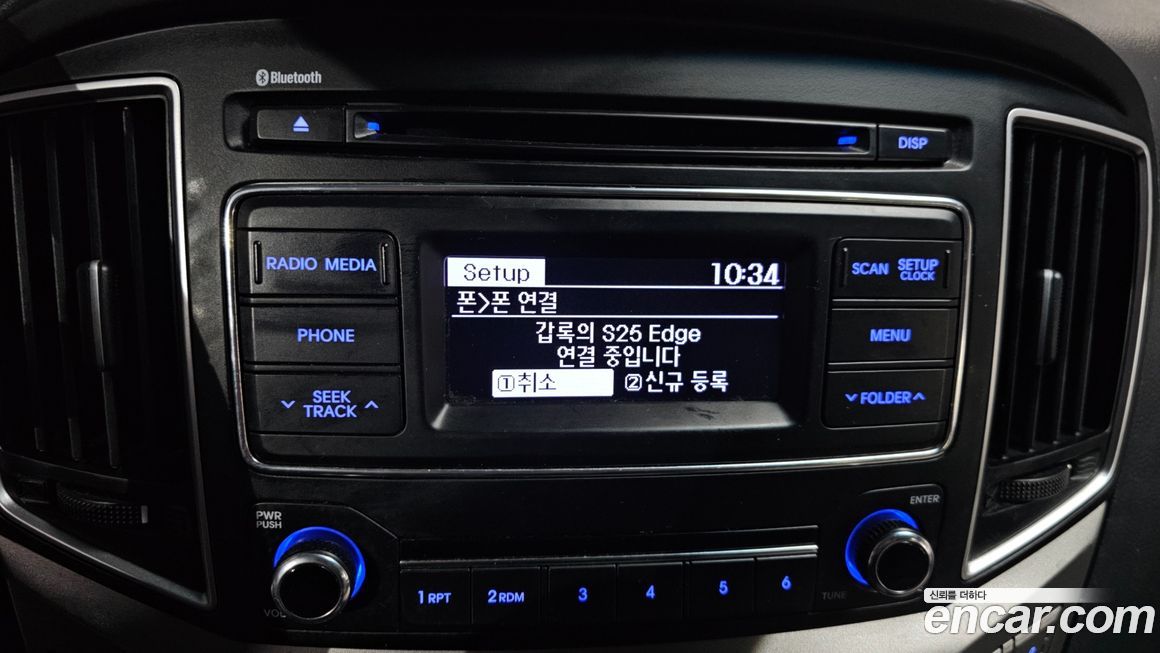 Bluetooth
DISP
RADIO MEDIA
PHONE
SEEK
TRACK
Setup 10:34
폰>폰 연결
갑록의 S25 Edge
연결 중입니다
①취소 ②신규 등록
SCAN SETUP
CLOCK
MENU
FOLDER
PWR
PUSH
VOL
1 RPT 2 RDM 3 4 5 6
ENTER
TUNE
신뢰를 더하다
encar.com